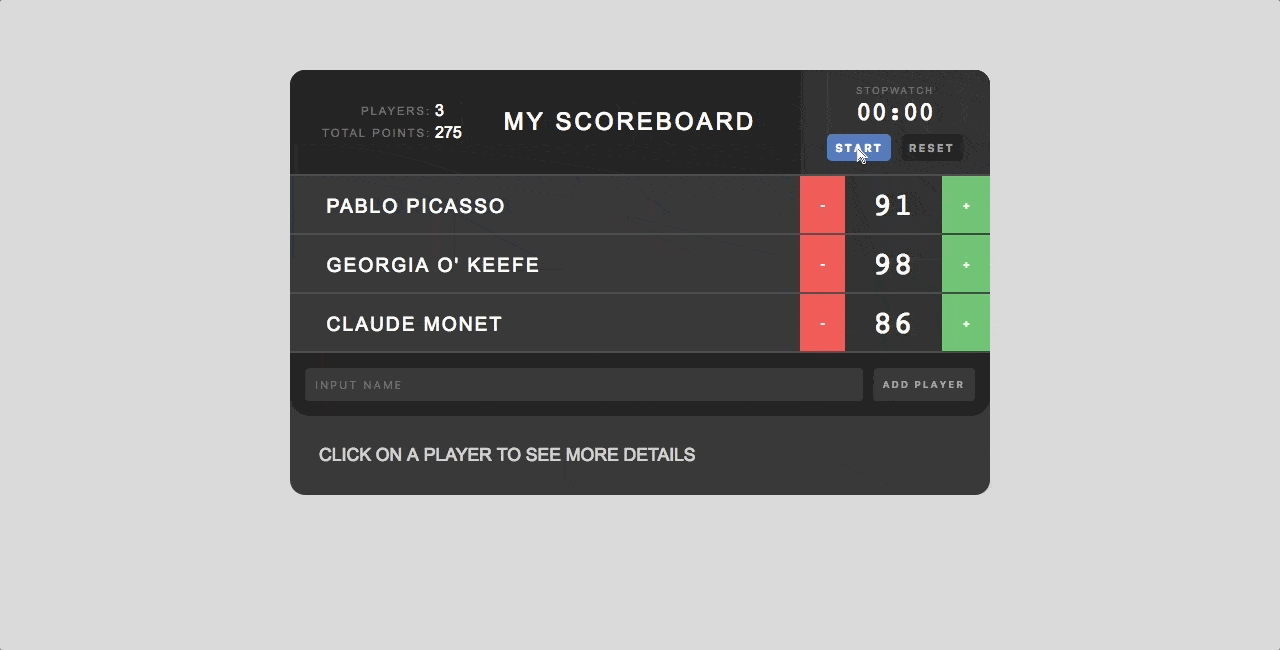 PLAYERS: 3
TOTAL POINTS: 275
MY SCOREBOARD
STOPWATCH
00:00
START RESET
PABLO PICASSO - 91 +
GEORGIA O' KEEFE - 98 +
CLAUDE MONET - 86 +
INPUT NAME ADD PLAYER
CLICK ON A PLAYER TO SEE MORE DETAILS